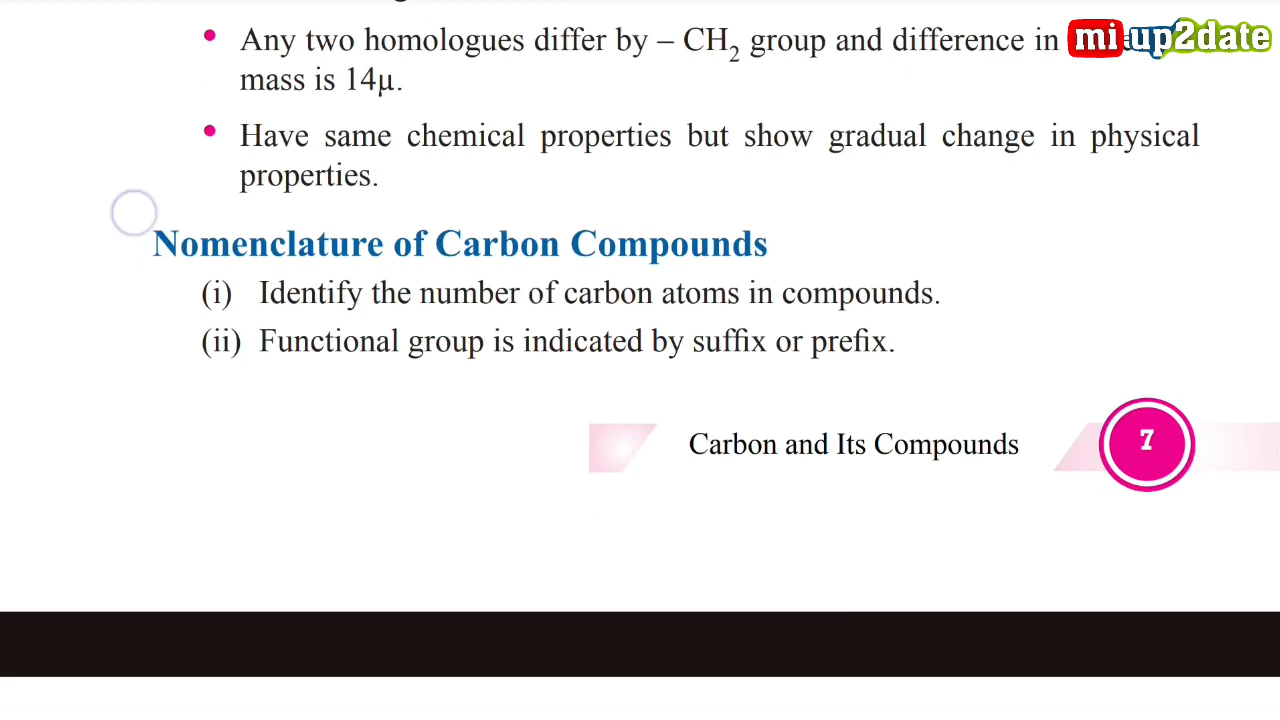 • Any two homologues differ by – CH₂ group and difference in
mi up2date
mass is 14μ.
• Have same chemical properties but show gradual change in physical
properties.
Nomenclature of Carbon Compounds
(i) Identify the number of carbon atoms in compounds.
(ii) Functional group is indicated by suffix or prefix.
Carbon and Its Compounds
7